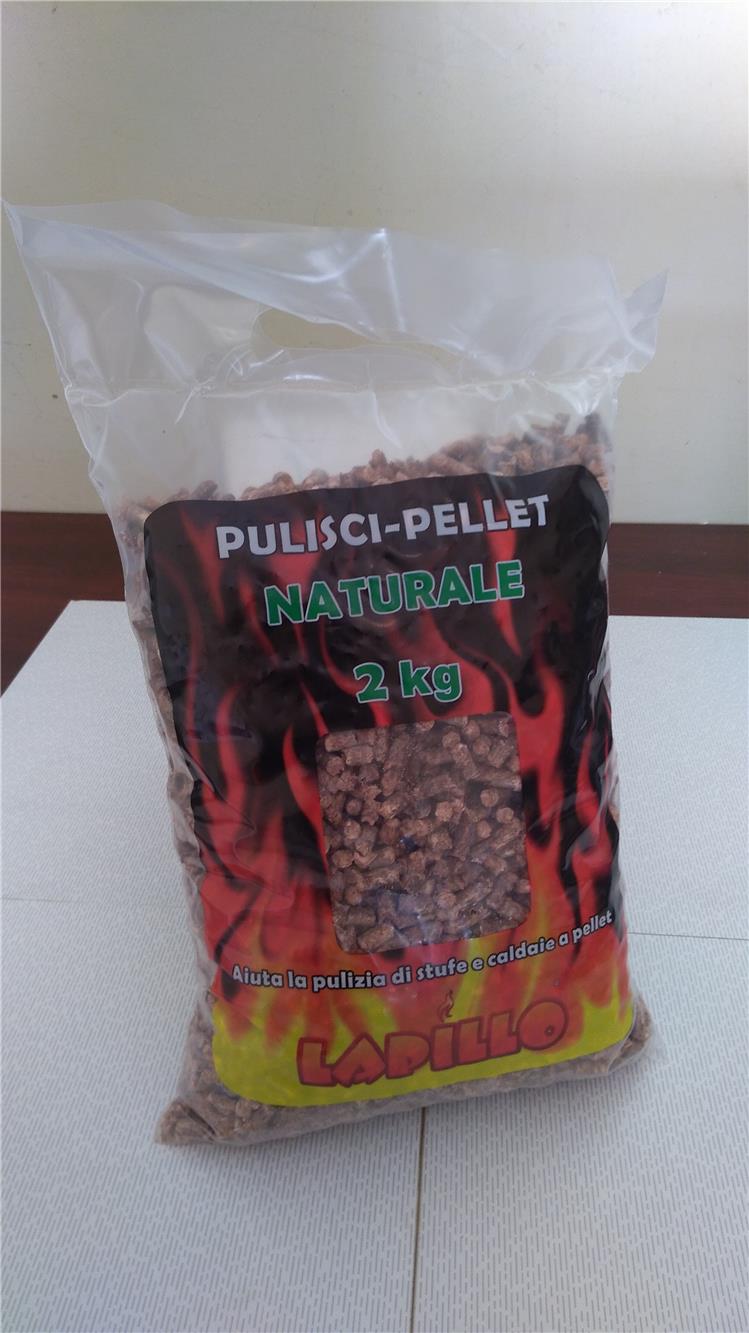 PULISCI-PELLET
NATURALE
2 kg
Aiuta la pulizia di stufe e caldaie a pellet
LAPILLO